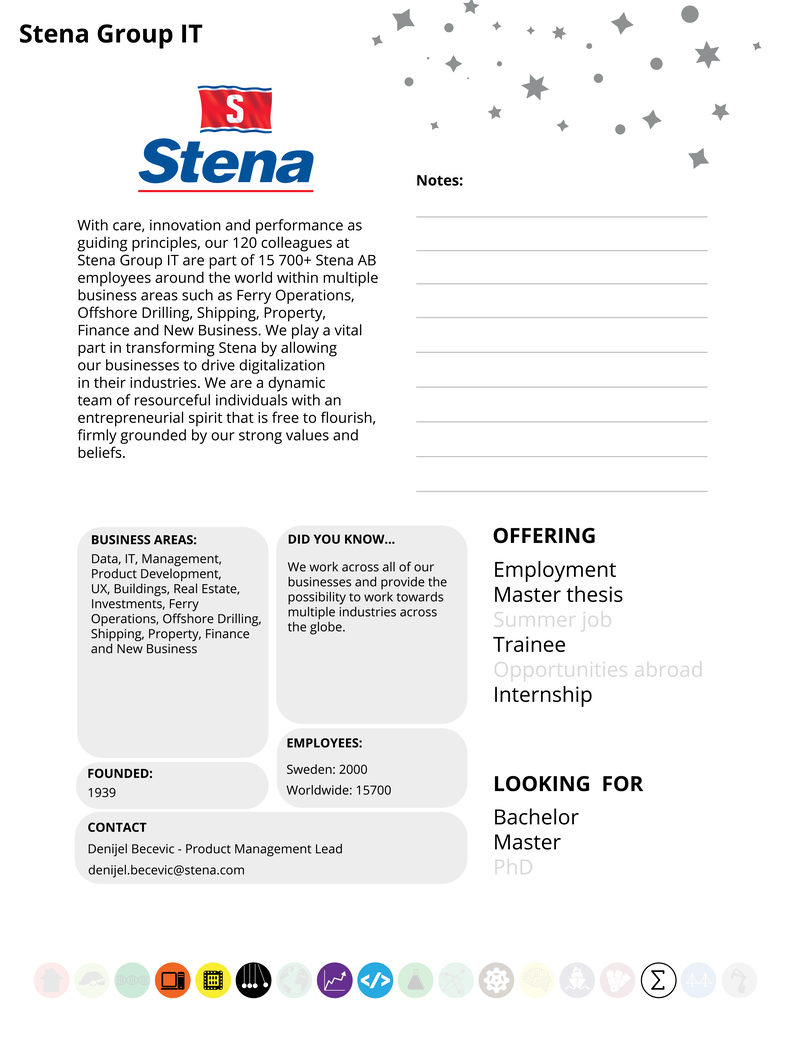 Stena Group IT
S
Stena
With care, innovation and performance as
guiding principles, our 120 colleagues at
Stena Group IT are part of 15 700+ Stena AB
employees around the world within multiple
business areas such as Ferry Operations,
Offshore Drilling, Shipping, Property,
Finance and New Business. We play a vital
part in transforming Stena by allowing
our businesses to drive digitalization
in their industries. We are a dynamic
team of resourceful individuals with an
entrepreneurial spirit that is free to flourish,
firmly grounded by our strong values and
beliefs.
Notes:
BUSINESS AREAS:
Data, IT, Management,
Product Development,
UX, Buildings, Real Estate,
Investments, Ferry
Operations, Offshore Drilling,
Shipping, Property, Finance
and New Business
DID YOU KNOW...
We work across all of our
businesses and provide the
possibility to work towards
multiple industries across
the globe.
FOUNDED:
1939
EMPLOYEES:
Sweden: 2000
Worldwide: 15700
CONTACT
Denijel Becevic - Product Management Lead
denijel.becevic@stena.com
OFFERING
Employment
Master thesis
Summer job
Trainee
Opportunities abroad
Internship
LOOKING FOR
Bachelor
Master
PhD
</>
Σ